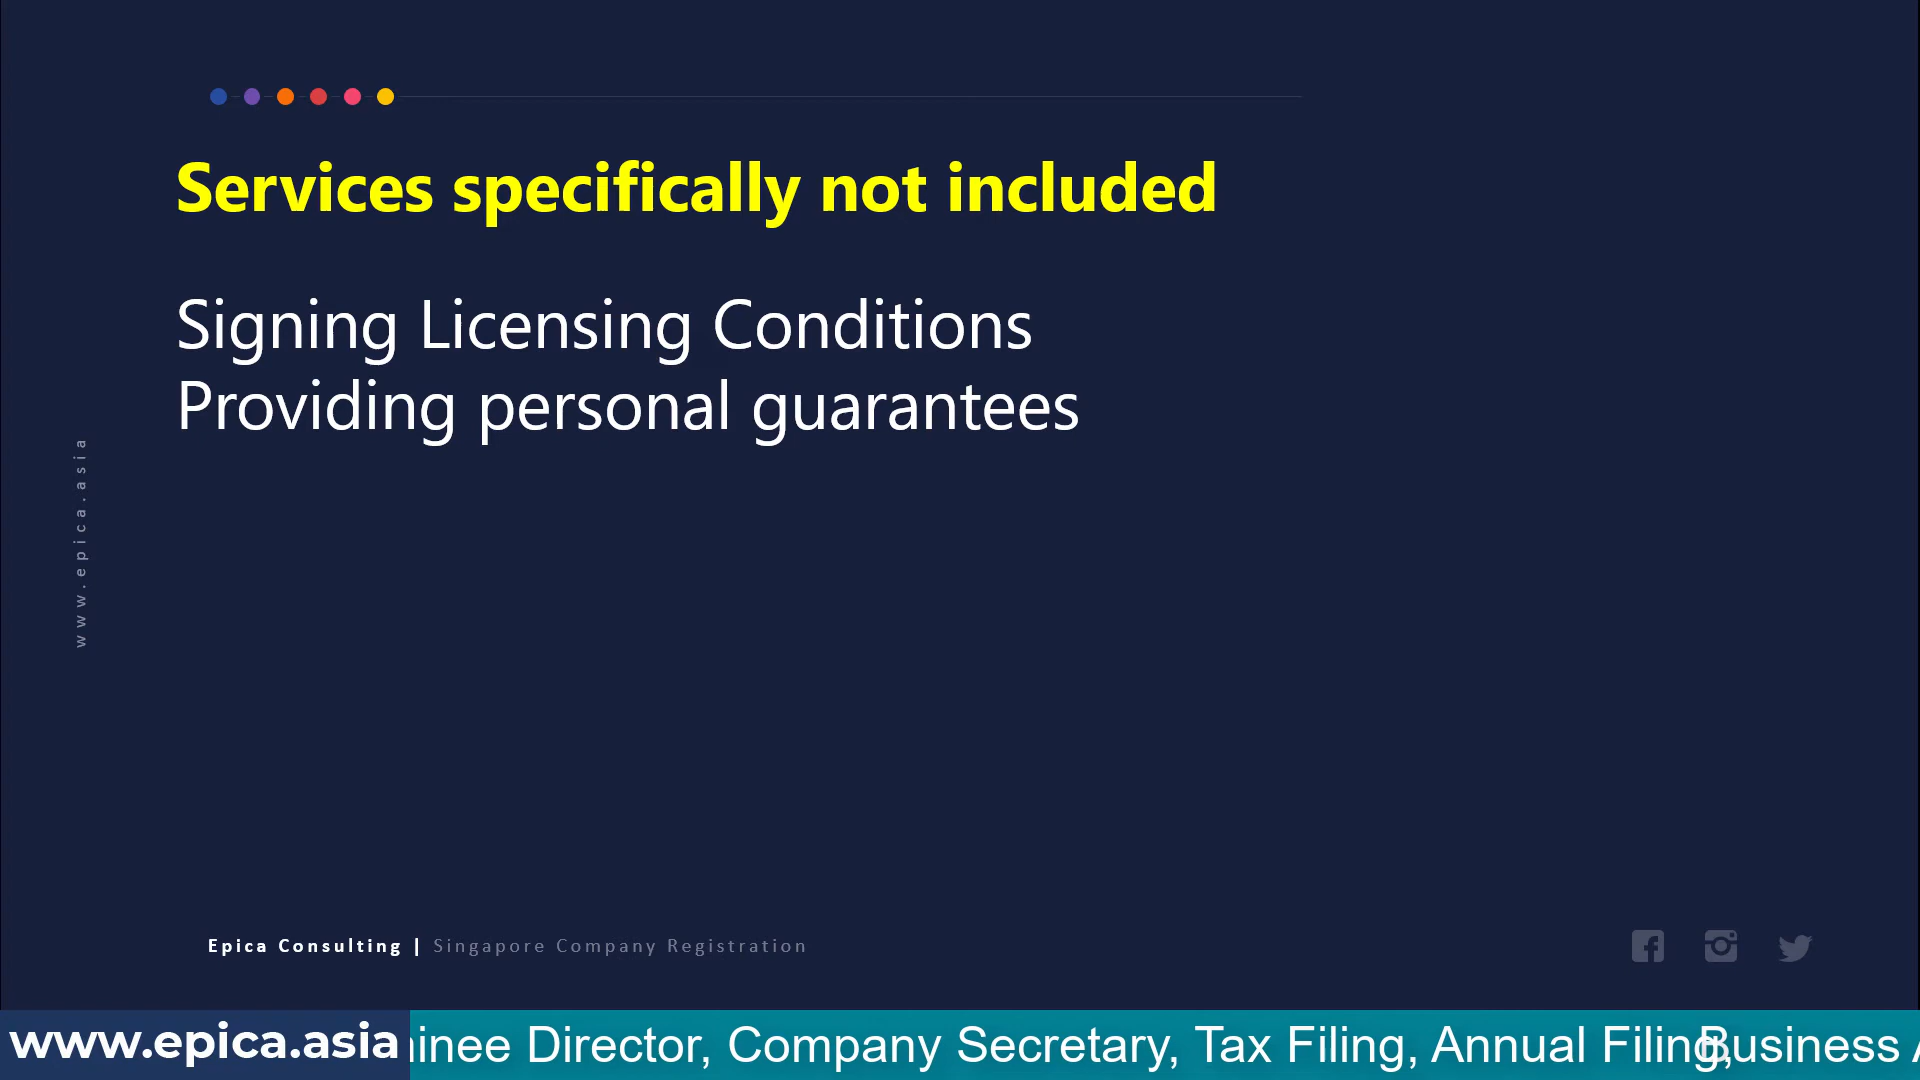 Services specifically not included
Signing Licensing Conditions
Providing personal guarantees
www.epica.asia
Epica Consulting | Singapore Company Registration
www.epica.asia
Director, Company Secretary, Tax Filing, Annual Filing, Business